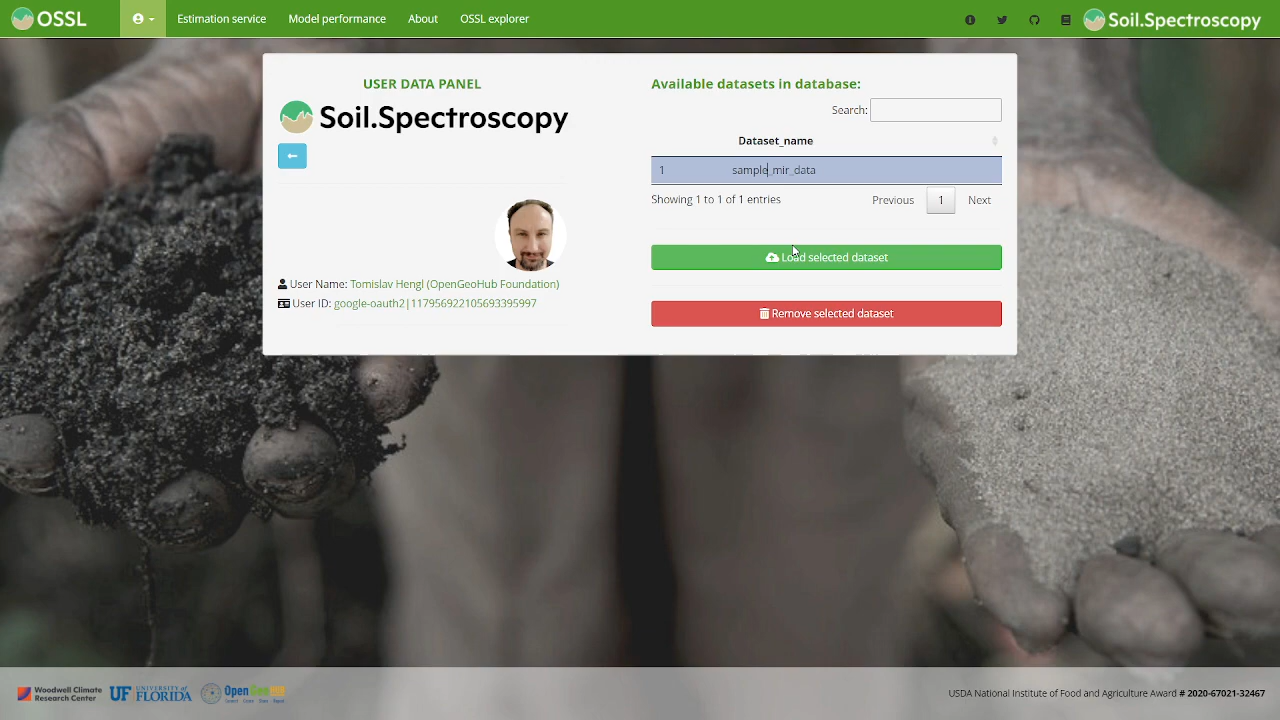 OSSL
Estimation service
Model performance
About
OSSL explorer
Soil.Spectroscopy
USER DATA PANEL
Soil.Spectroscopy
User Name: Tomislav Hengl (OpenGeoHub Foundation)
User ID: google-oauth2|117956922105693395997
Available datasets in database:
Search:
Dataset_name
1 sample_mir_data
Showing 1 to 1 of 1 entries
Previous 1 Next
Load selected dataset
Remove selected dataset
Woodwell Climate
Research Center
UF UNIVERSITY of
FLORIDA
OpenGeoHub
USDA National Institute of Food and Agriculture Award # 2020-67021-32467